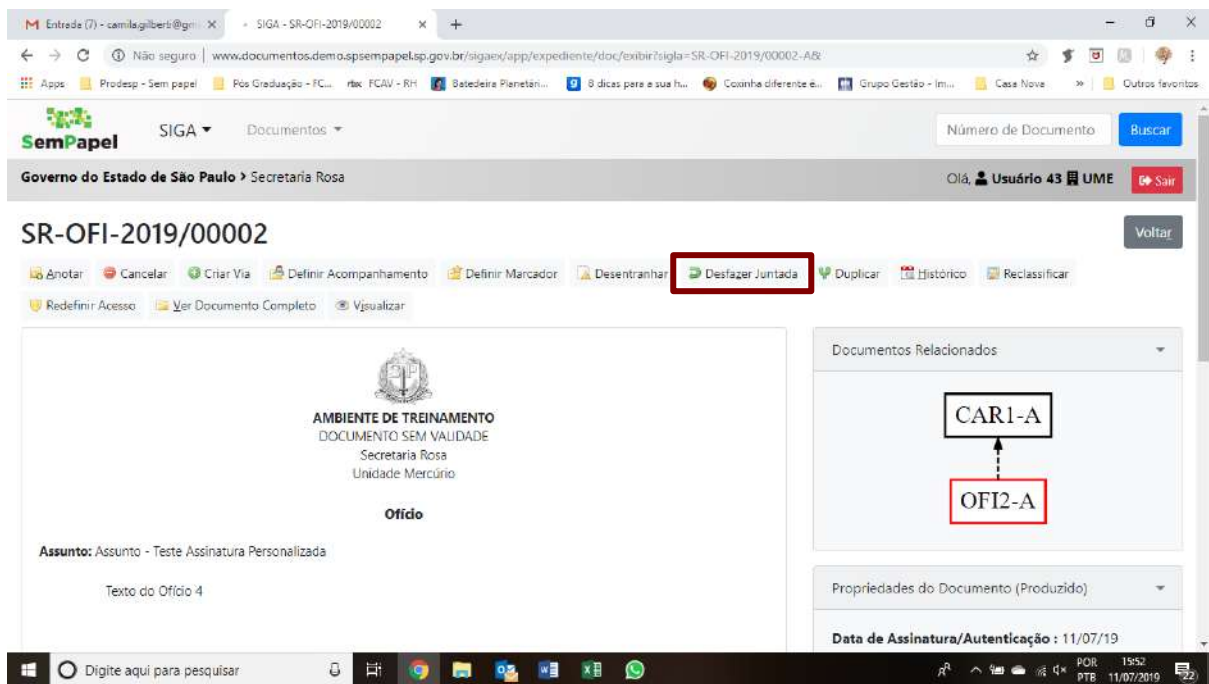 Entrada (7) - camila.gilberti@gm
SIGA - SR-OFI-2019/00002
Não seguro | www.documentos.demo.spsempapel.sp.gov.br/sigaex/app/expediente/doc/exibir?sigla=SR-OFI-2019/00002-A&
Apps Prodesp - Sem papel Pós Graduação - FC... FCAV - RH Batedeira Planetári... 8 dicas para a sua h... Coxinha diferente é... Grupo Gestão - Im... Casa Nova » Outros favoritos
SemPapel SIGA Documentos Número de Documento Buscar
Governo do Estado de São Paulo > Secretaria Rosa Olá, Usuário 43 UME Sair
SR-OFI-2019/00002 Voltar
Anotar Cancelar Criar Via Definir Acompanhamento Definir Marcador Desentranhar Desfazer Juntada Duplicar Histórico Reclassificar
Redefinir Acesso Ver Documento Completo Visualizar
AMBIENTE DE TREINAMENTO
DOCUMENTO SEM VALIDADE
Secretaria Rosa
Unidade Mercúrio
Ofício
Assunto: Assunto - Teste Assinatura Personalizada
Texto do Ofício 4
Documentos Relacionados
CAR1-A
OFI2-A
Propriedades do Documento (Produzido)
Data de Assinatura/Autenticação : 11/07/19
Digite aqui para pesquisar
POR 15:52
PTB 11/07/2019 22